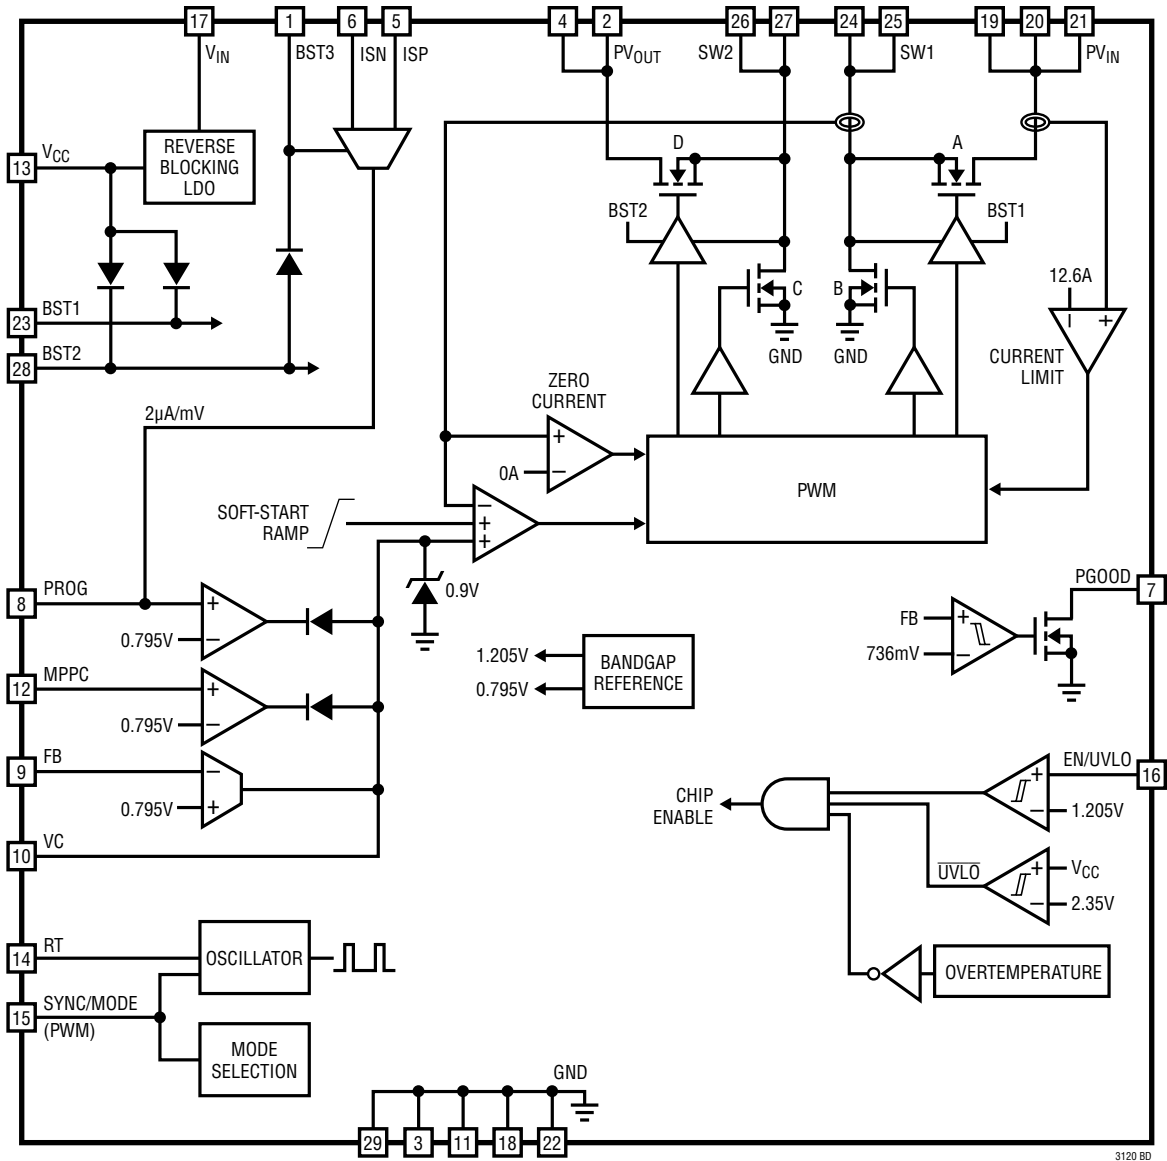 17 1 6 5 4 2 26 27 24 25 19 20 21
VIN BST3 ISN ISP PVOUT SW2 SW1 PVIN
13 VCC
REVERSE
BLOCKING
LDO
D A
BST2 BST1
C B
12.6A
– +
GND GND
CURRENT
LIMIT
23 BST1
28 BST2
2µA/mV
ZERO
CURRENT
+
0A –
PWM
SOFT-START
RAMP
–
+
+
0.9V
8 PROG
+
0.795V –
12 MPPC
+
0.795V –
9 FB
–
0.795V +
10 VC
1.205V
0.795V
BANDGAP
REFERENCE
PGOOD 7
FB +
736mV –
EN/UVLO 16
+
– 1.205V
CHIP
ENABLE
UVLO
+ VCC
– 2.35V
OVERTEMPERATURE
14 RT
OSCILLATOR
15 SYNC/MODE
(PWM)
MODE
SELECTION
GND
29 3 11 18 22
3120 BD